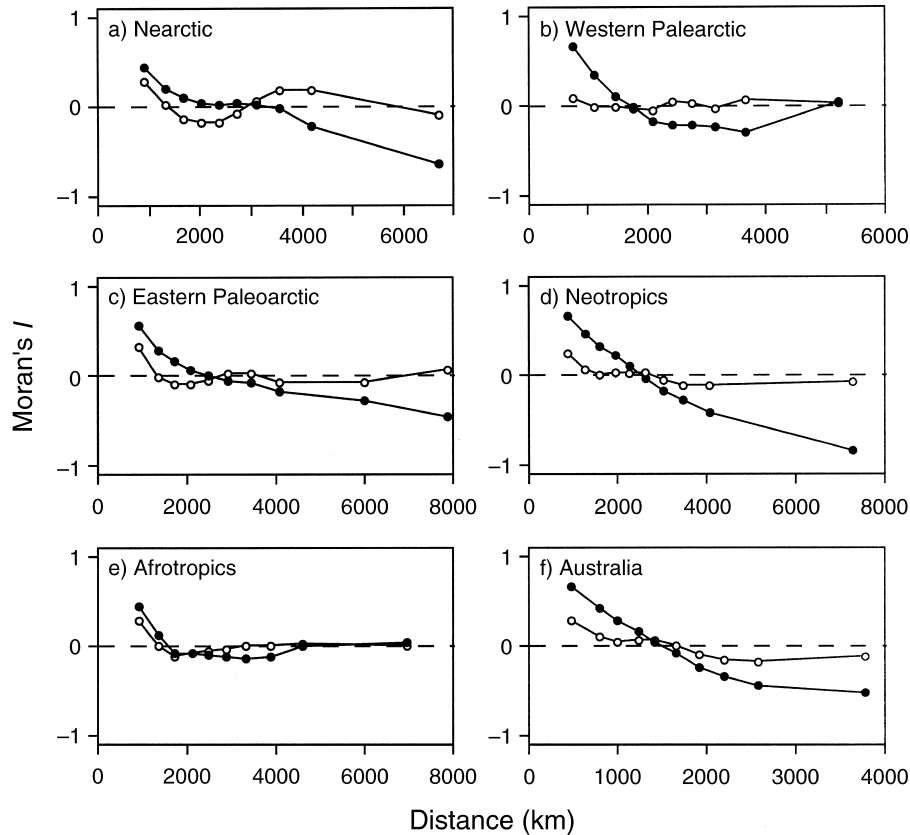 a) Nearctic
1
0
−1
0 2000 4000 6000
b) Western Palearctic
1
0
−1
0 2000 4000 6000
c) Eastern Paleoarctic
1
0
−1
0 2000 4000 6000 8000
d) Neotropics
1
0
−1
0 2000 4000 6000 8000
e) Afrotropics
1
0
−1
0 2000 4000 6000 8000
f) Australia
1
0
−1
0 1000 2000 3000 4000
Moran's I
Distance (km)